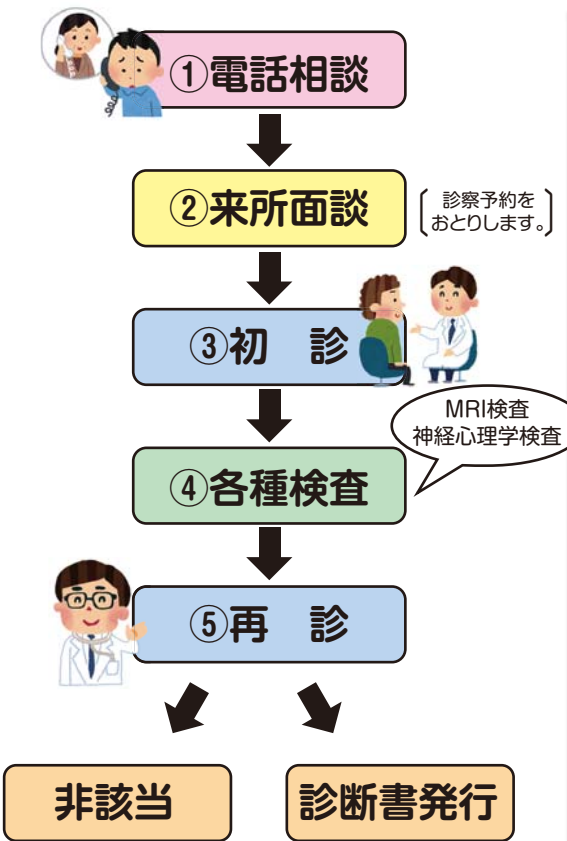 ①電話相談
②来所面談
診察予約を
おとりします。
③初　診
MRI検査
神経心理学検査
④各種検査
⑤再　診
非該当
診断書発行